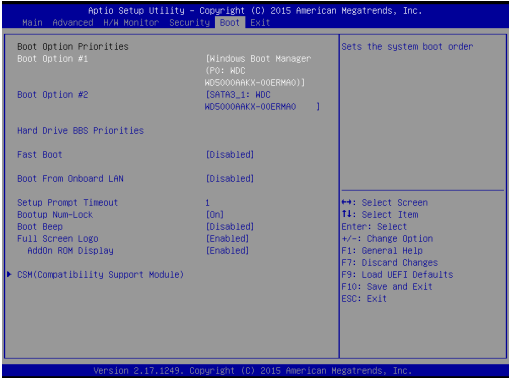 Aptio Setup Utility – Copyright (C) 2015 American Megatrends, Inc.
Main Advanced H/W Monitor Security Boot Exit
Boot Option Priorities
Boot Option #1 [Windows Boot Manager
(P0: WDC
WD5000AAKX-00ERMA0)]
Boot Option #2 [SATA3_1: WDC
WD5000AAKX-00ERMA0 ]
Hard Drive BBS Priorities
Fast Boot [Disabled]
Boot From Onboard LAN [Disabled]
Setup Prompt Timeout 1
Bootup Num-Lock [On]
Boot Beep [Disabled]
Full Screen Logo [Enabled]
AddOn ROM Display [Enabled]
CSM(Compatibility Support Module)
Sets the system boot order
↔: Select Screen
↑↓: Select Item
Enter: Select
+/-: Change Option
F1: General Help
F7: Discard Changes
F9: Load UEFI Defaults
F10: Save and Exit
ESC: Exit
Version 2.17.1249. Copyright (C) 2015 American Megatrends, Inc.